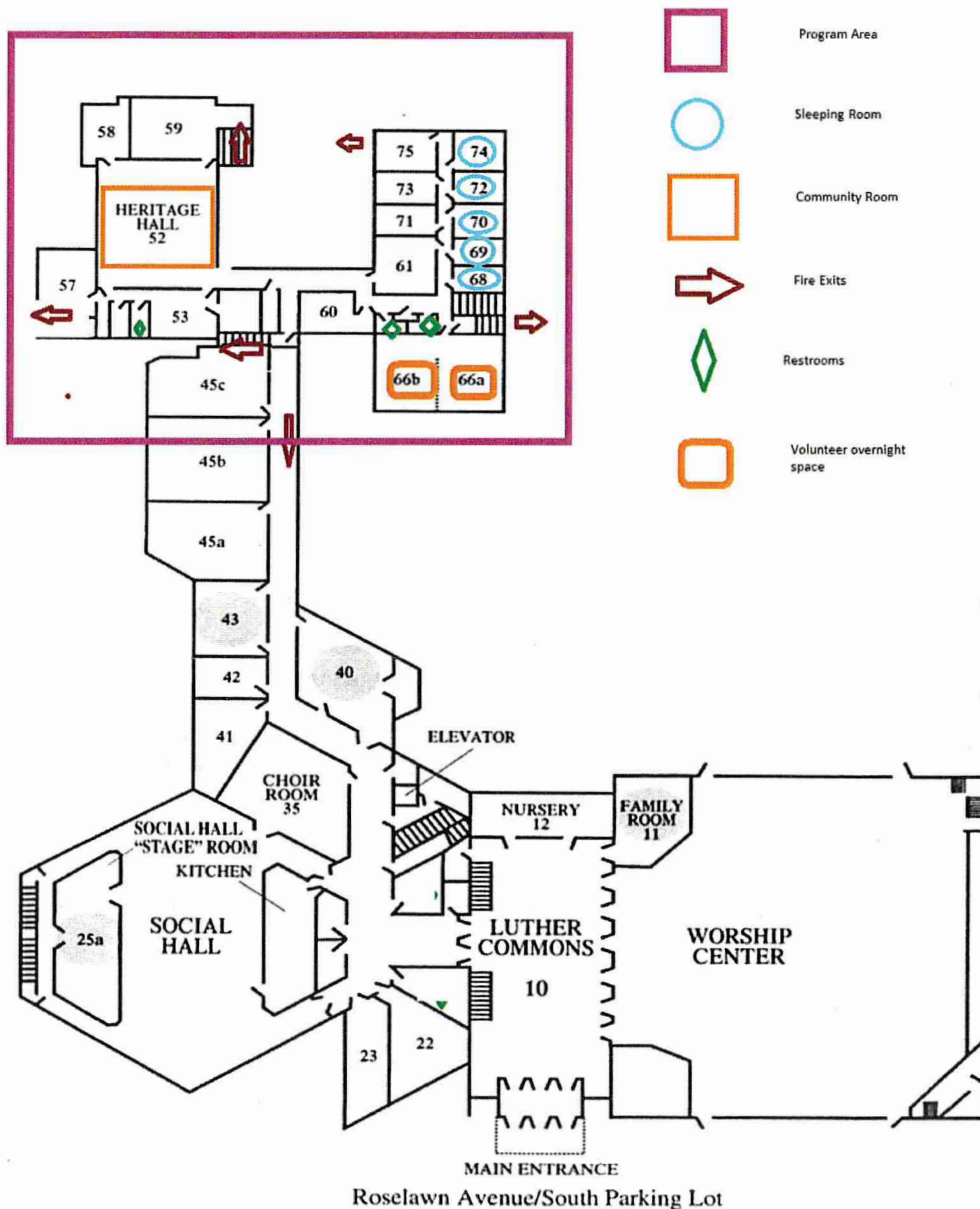 Program Area
Sleeping Room
Community Room
Fire Exits
Restrooms
Volunteer overnight
space
58
59
75
74
73
72
HERITAGE
HALL
52
71
70
69
61
68
57
53
60
66b
66a
45c
45b
45a
43
42
40
41
ELEVATOR
CHOIR
ROOM
35
NURSERY
12
FAMILY
ROOM
11
SOCIAL HALL
"STAGE" ROOM
KITCHEN
25a
SOCIAL
HALL
LUTHER
COMMONS
10
WORSHIP
CENTER
23
22
MAIN ENTRANCE
Roselawn Avenue/South Parking Lot